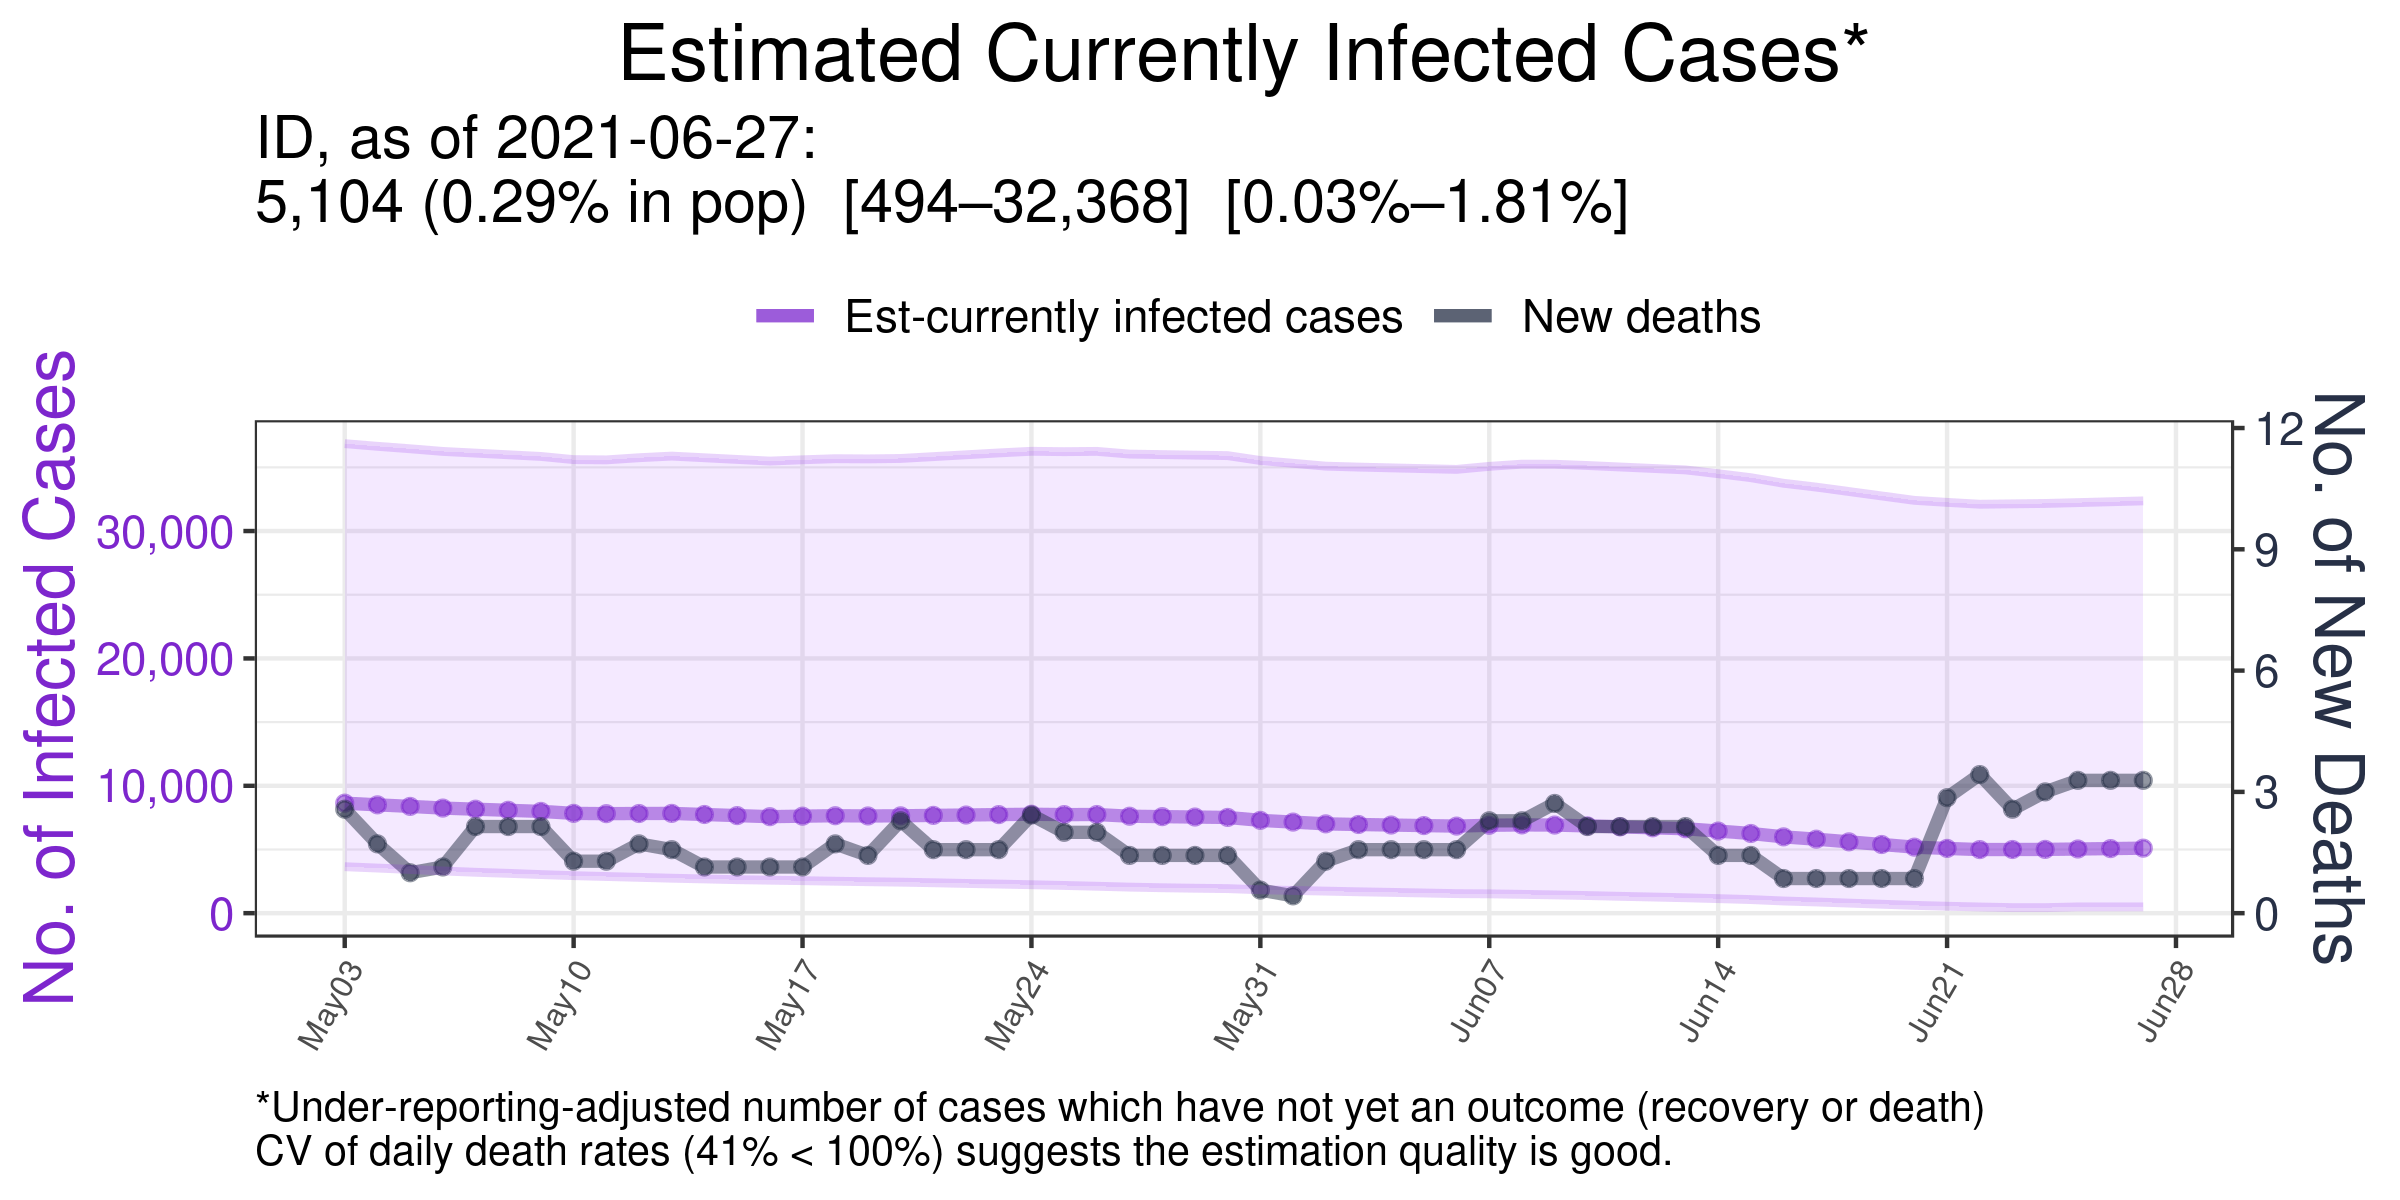 Estimated Currently Infected Cases*
ID, as of 2021-06-27:
5,104 (0.29% in pop)  [494–32,368]  [0.03%–1.81%]
Est-currently infected cases
New deaths
No. of Infected Cases
30,000
20,000
10,000
0
12
9
6
3
0
No. of New Deaths
May03
May10
May17
May24
May31
Jun07
Jun14
Jun21
Jun28
*Under-reporting-adjusted number of cases which have not yet an outcome (recovery or death)
CV of daily death rates (41% < 100%) suggests the estimation quality is good.